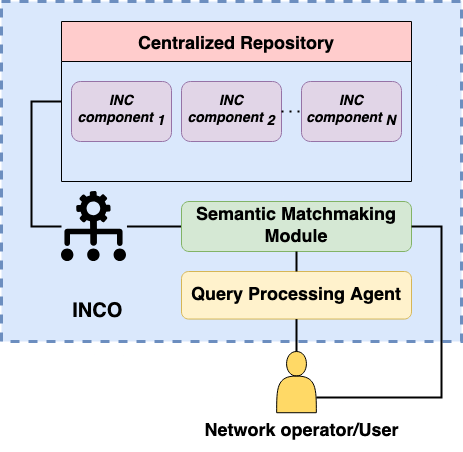 Centralized Repository
INC
component 1
INC
component 2
...
INC
component N
Semantic Matchmaking
Module
INCO
Query Processing Agent
Network operator/User